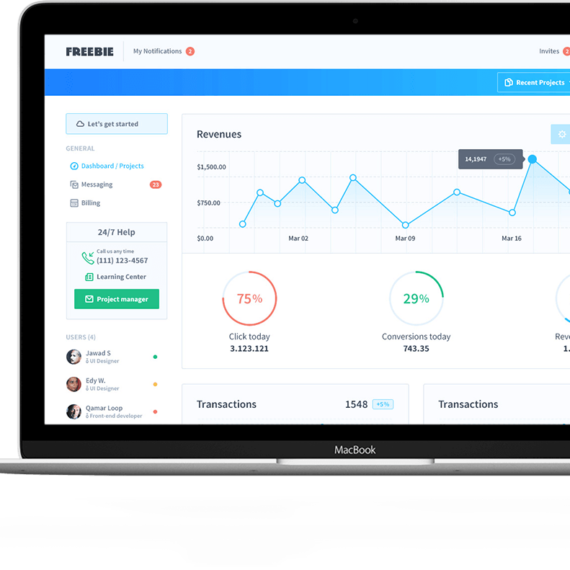 FREEBIE
My Notifications 2
Invites
Recent Projects
Let's get started
GENERAL
Dashboard / Projects
Messaging 23
Billing
24/7 Help
Call us any time
(111) 123-4567
Learning Center
Project manager
USERS (4)
Jawad S
UI Designer
Edy W.
UI Designer
Qamar Loop
Front-end developer
Revenues
$1,500.00
$750.00
$0.00
Mar 02
Mar 09
Mar 16
14,1947 +5%
75%
Click today
3.123.121
29%
Conversions today
743.35
Transactions 1548 +5%
Transactions
MacBook